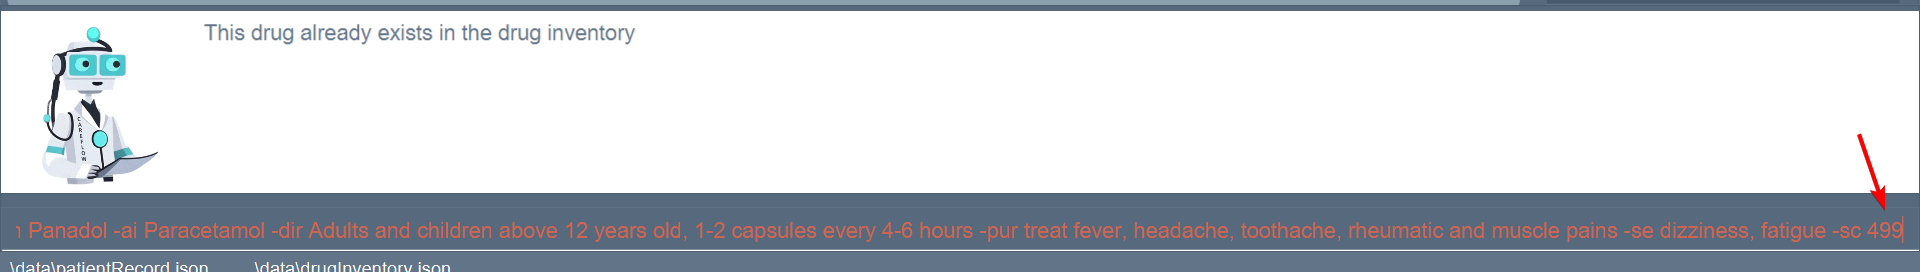 This drug already exists in the drug inventory
CAREFLOW
Panadol -ai Paracetamol -dir Adults and children above 12 years old, 1-2 capsules every 4-6 hours -pur treat fever, headache, toothache, rheumatic and muscle pains -se dizziness, fatigue -sc 499
\data\patientRecord.json \data\drugInventory.json